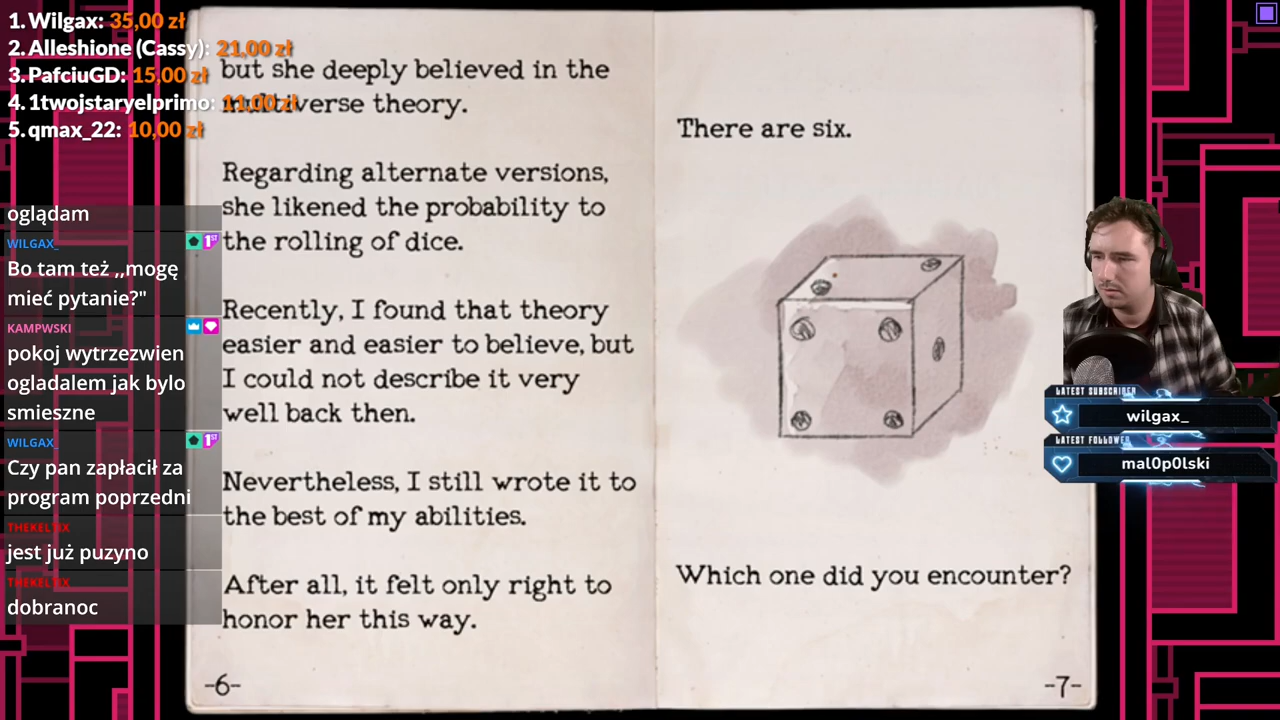 1. Wilgax: 35,00 zł
2. Alleshione (Cassy): 21,00 zł
3. PafciuGD: 15,00 zł
4. 1twojstaryelprimo: 11,00 zł
5. qmax_22: 10,00 zł
oglądam
WILGAX_
Bo tam też ,,mogę
mieć pytanie?"
KAMPWSKI
pokoj wytrzezwien
ogladalem jak bylo
smieszne
WILGAX_
Czy pan zapłacił za
program poprzedni
jest już puzyno
dobranoc
but she deeply believed in the
multiverse theory.
Regarding alternate versions,
she likened the probability to
the rolling of dice.
Recently, I found that theory
easier and easier to believe, but
I could not describe it very
well back then.
Nevertheless, I still wrote it to
the best of my abilities.
After all, it felt only right to
honor her this way.
-6-
There are six.
Which one did you encounter?
-7-
LATEST SUBSCRIBER
wilgax_
LATEST FOLLOWER
mal0p0lski